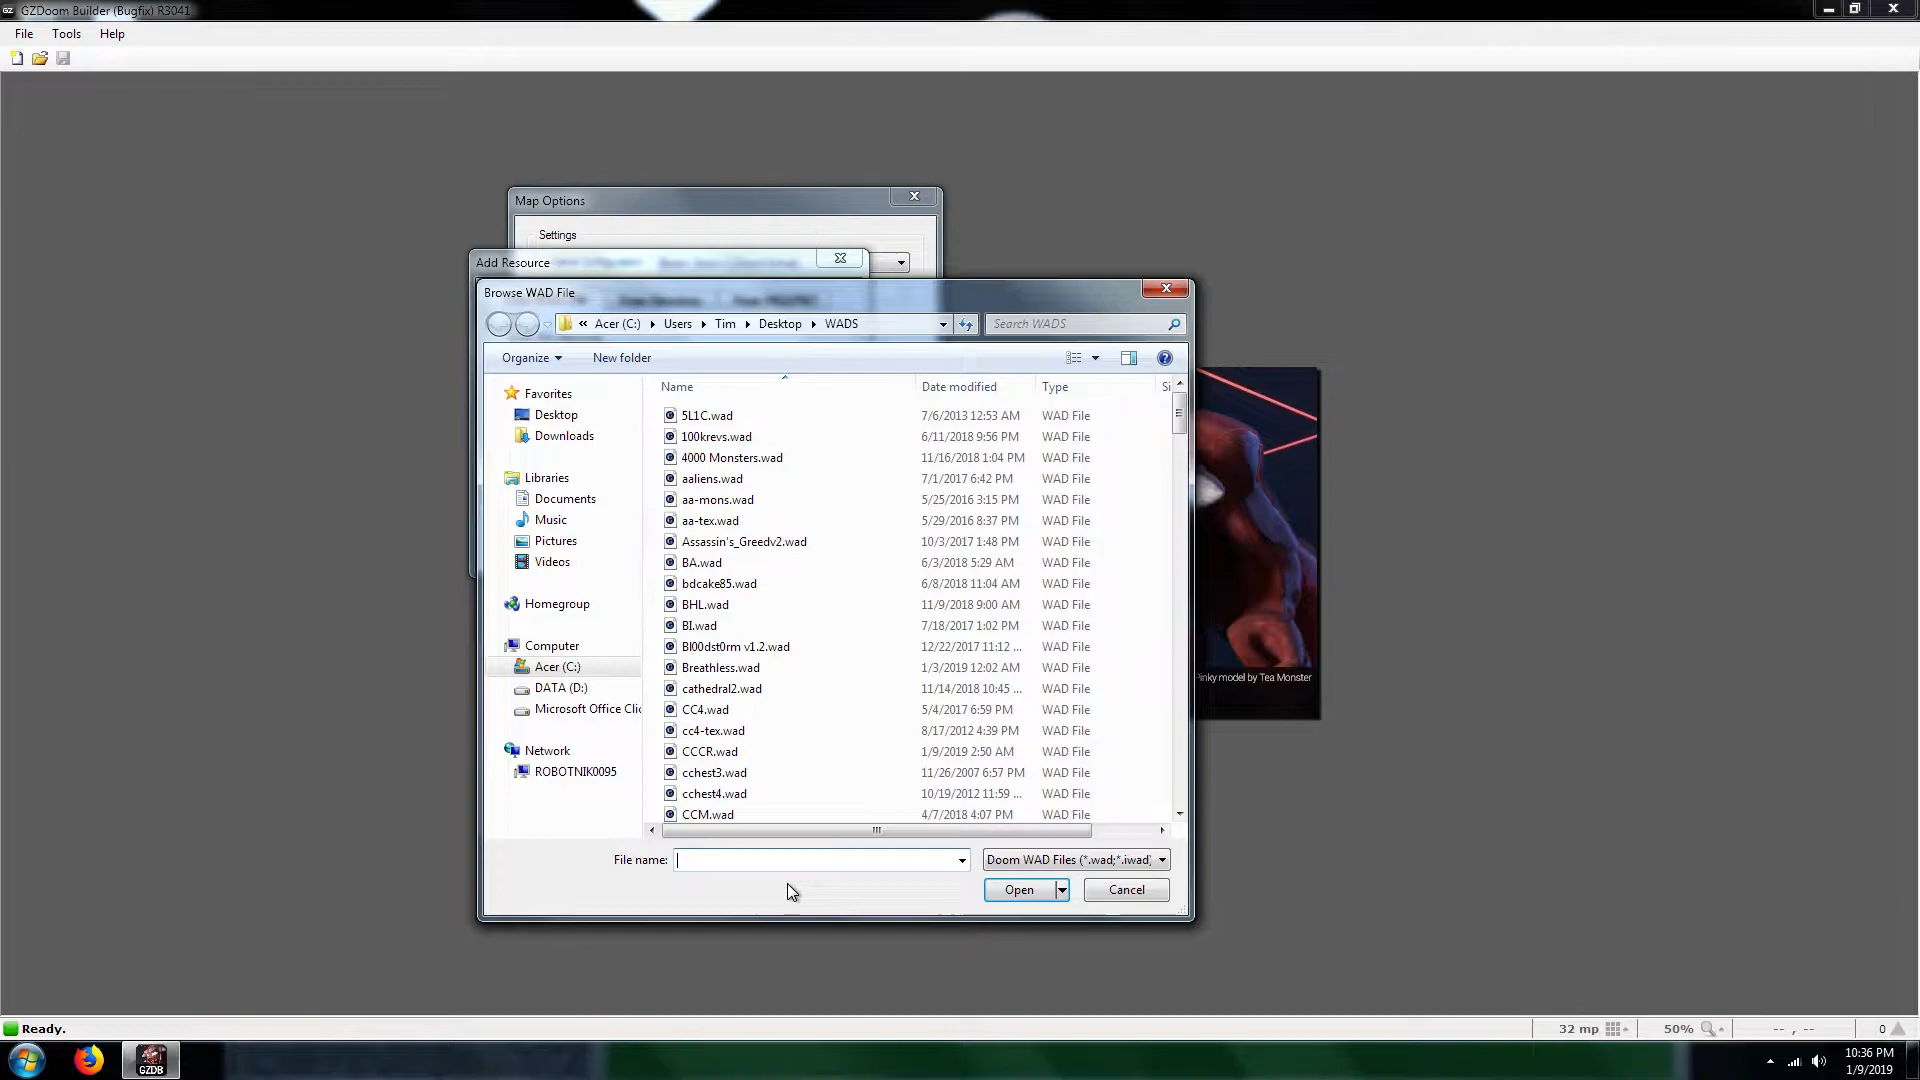 GZDoom Builder (Bugfix) R3041
File Tools Help
Map Options
Settings
Add Resource
Browse WAD File
« Acer (C:) Users Tim Desktop WADS Search WADS
Organize New folder
Name Date modified Type Si
Favorites
Desktop
Downloads
Libraries
Documents
Music
Pictures
Videos
Homegroup
Computer
Acer (C:)
DATA (D:)
Microsoft Office Clic
Network
ROBOTNIK0095
5L1C.wad 7/6/2013 12:53 AM WAD File
100krevs.wad 6/11/2018 9:56 PM WAD File
4000 Monsters.wad 11/16/2018 1:04 PM WAD File
aaliens.wad 7/1/2017 6:42 PM WAD File
aa-mons.wad 5/25/2016 3:15 PM WAD File
aa-tex.wad 5/29/2016 8:37 PM WAD File
Assassin's_Greedv2.wad 10/3/2017 1:48 PM WAD File
BA.wad 6/3/2018 5:29 AM WAD File
bdcake85.wad 6/8/2018 11:04 AM WAD File
BHL.wad 11/9/2018 9:00 AM WAD File
BI.wad 7/18/2017 1:02 PM WAD File
Bl00dst0rm v1.2.wad 12/22/2017 11:12 ... WAD File
Breathless.wad 1/3/2019 12:02 AM WAD File
cathedral2.wad 11/14/2018 10:45 ... WAD File
CC4.wad 5/4/2017 6:59 PM WAD File
cc4-tex.wad 8/17/2012 4:39 PM WAD File
CCCR.wad 1/9/2019 2:50 AM WAD File
cchest3.wad 11/26/2007 6:57 PM WAD File
cchest4.wad 10/19/2012 11:59 ... WAD File
CCM.wad 4/7/2018 4:07 PM WAD File
Pinky model by Tea Monster
File name: Doom WAD Files (*.wad;*.iwad)
Open Cancel
Ready. 32 mp 50% -- , -- 0
GZDB
10:36 PM
1/9/2019